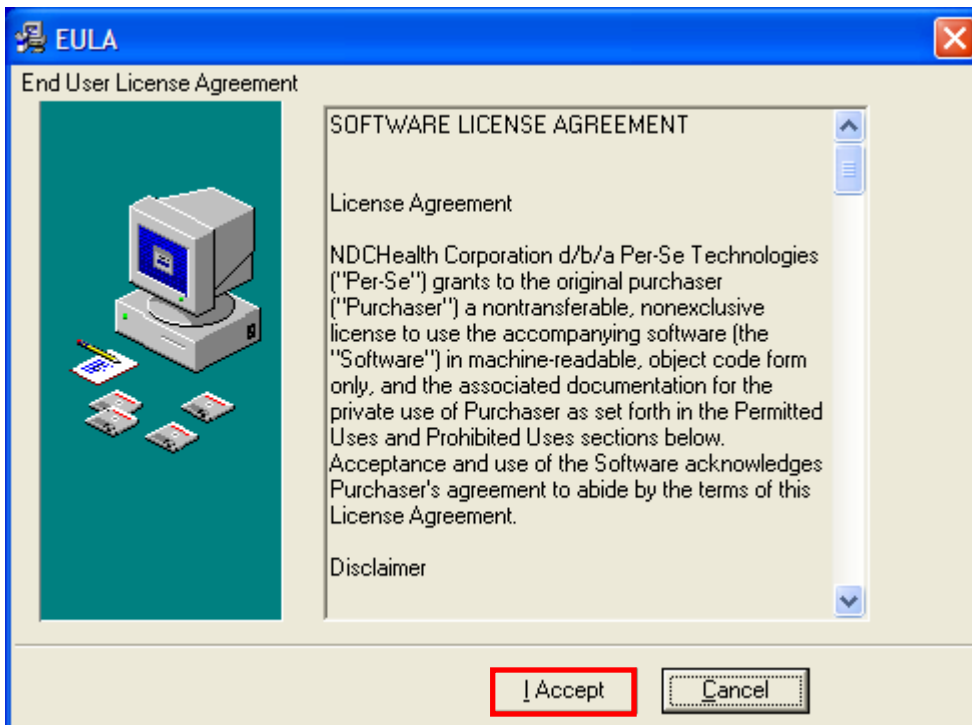 EULA
End User License Agreement
SOFTWARE LICENSE AGREEMENT
License Agreement
NDCHealth Corporation d/b/a Per-Se Technologies
("Per-Se") grants to the original purchaser
("Purchaser") a nontransferable, nonexclusive
license to use the accompanying software (the
"Software") in machine-readable, object code form
only, and the associated documentation for the
private use of Purchaser as set forth in the Permitted
Uses and Prohibited Uses sections below.
Acceptance and use of the Software acknowledges
Purchaser's agreement to abide by the terms of this
License Agreement.
Disclaimer
I Accept
Cancel